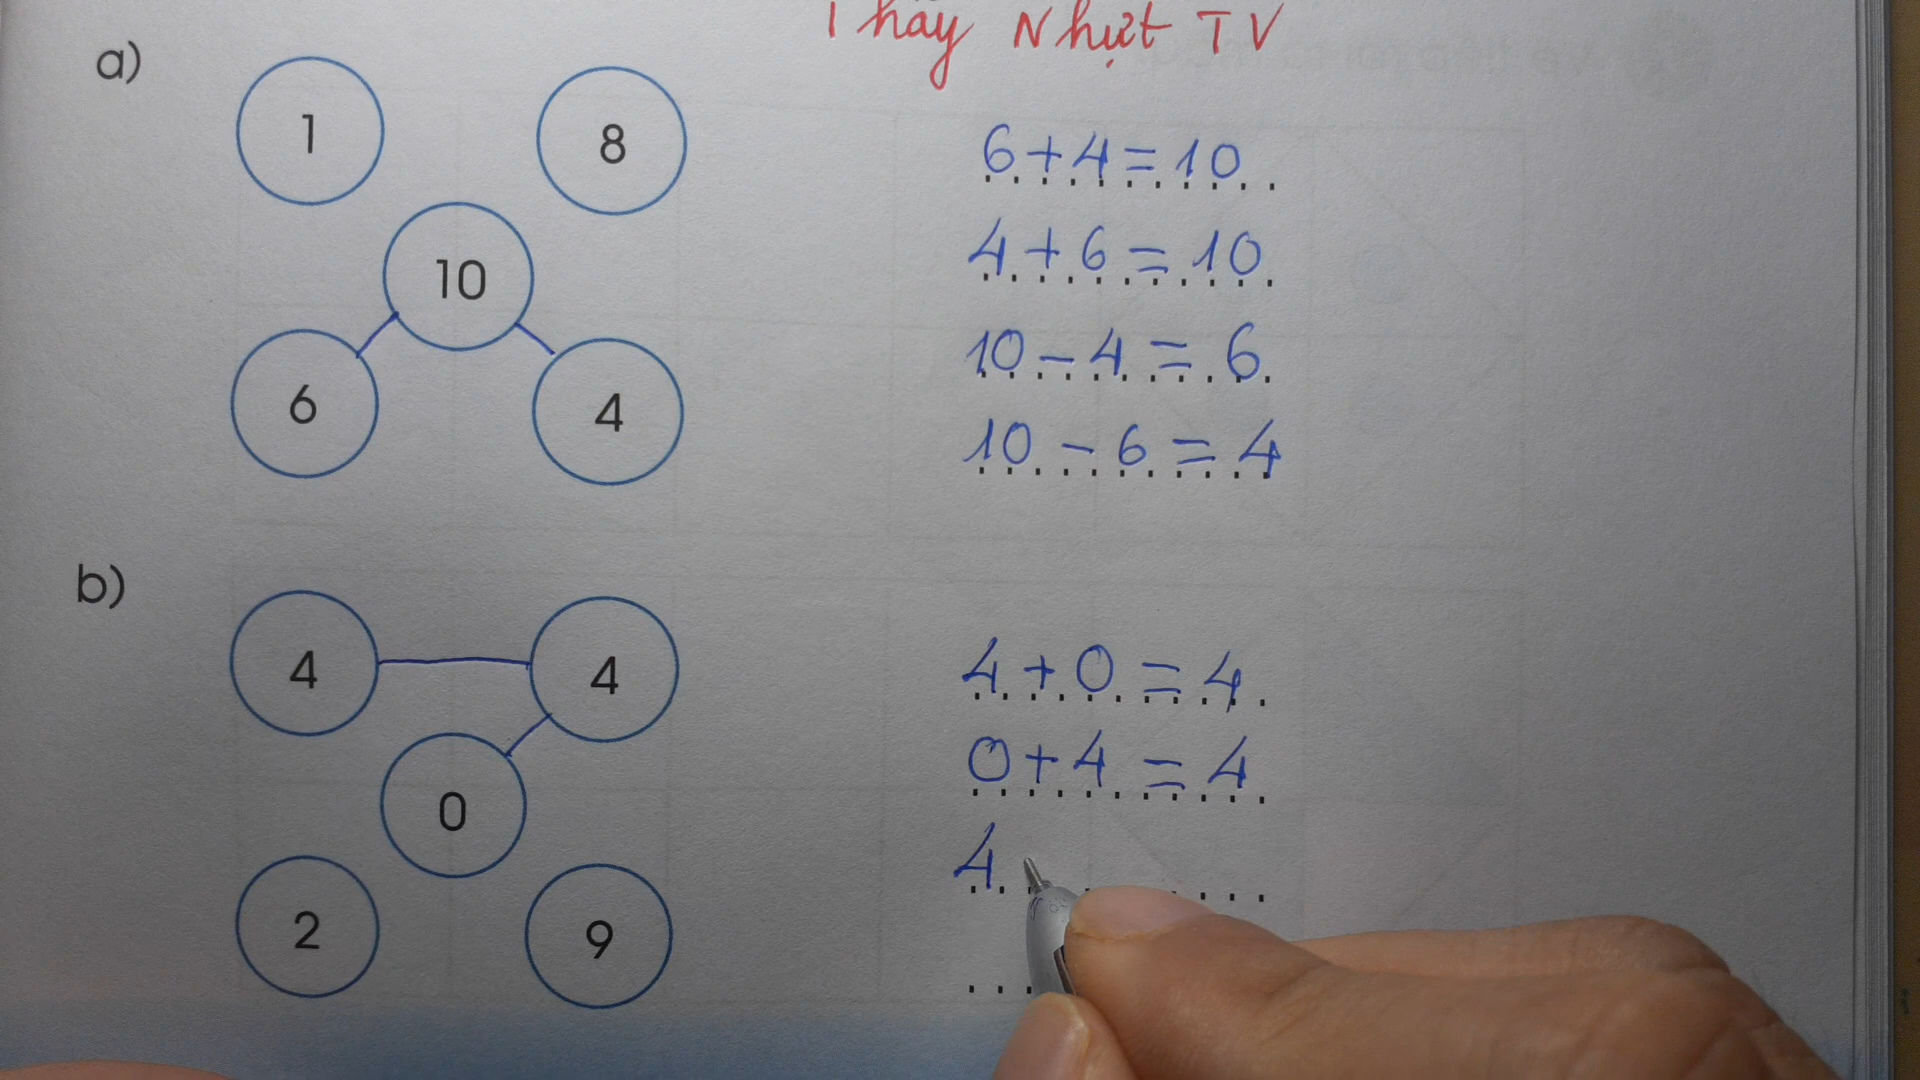 Thầy Nhựt TV
a)
1
8
10
6
4
6 + 4 = 10
4 + 6 = 10
10 - 4 = 6
10 - 6 = 4
b)
4
4
0
2
9
4 + 0 = 4
0 + 4 = 4
4